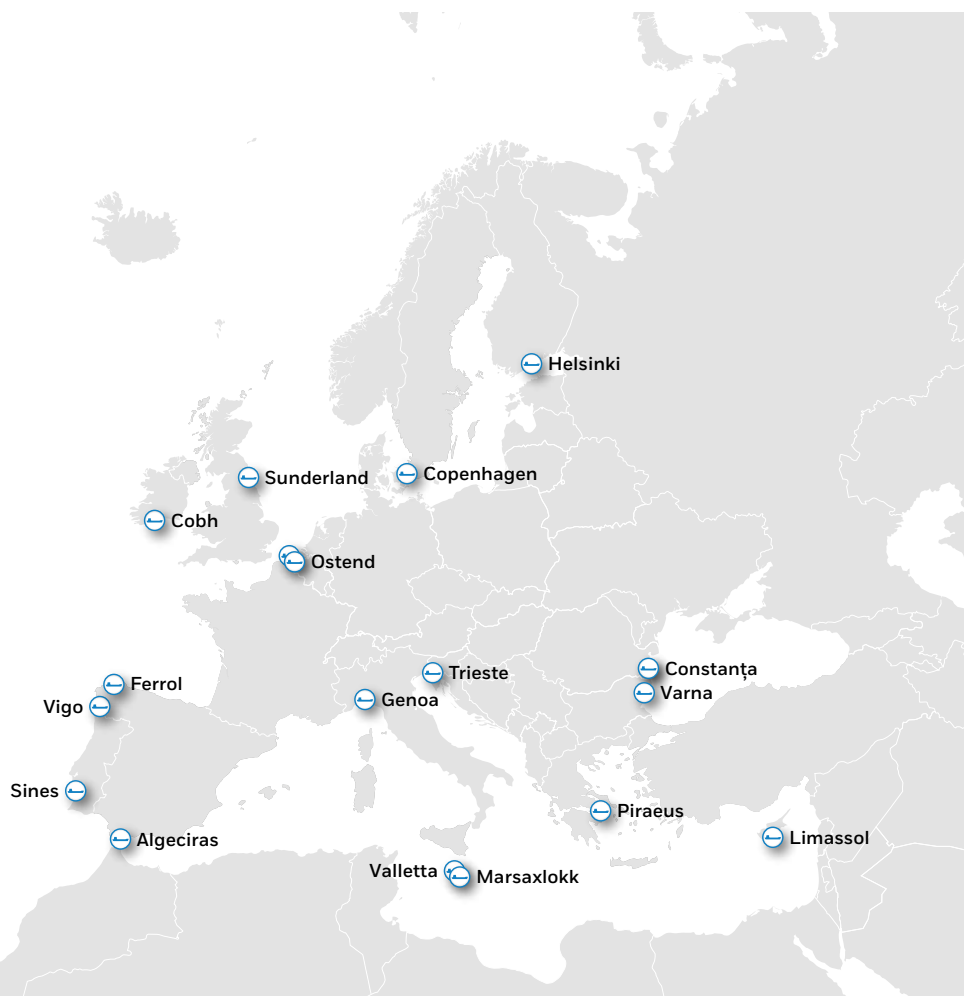 Helsinki
Copenhagen
Sunderland
Cobh
Ostend
Constanța
Trieste
Ferrol
Varna
Genoa
Vigo
Sines
Piraeus
Limassol
Algeciras
Valletta
Marsaxlokk